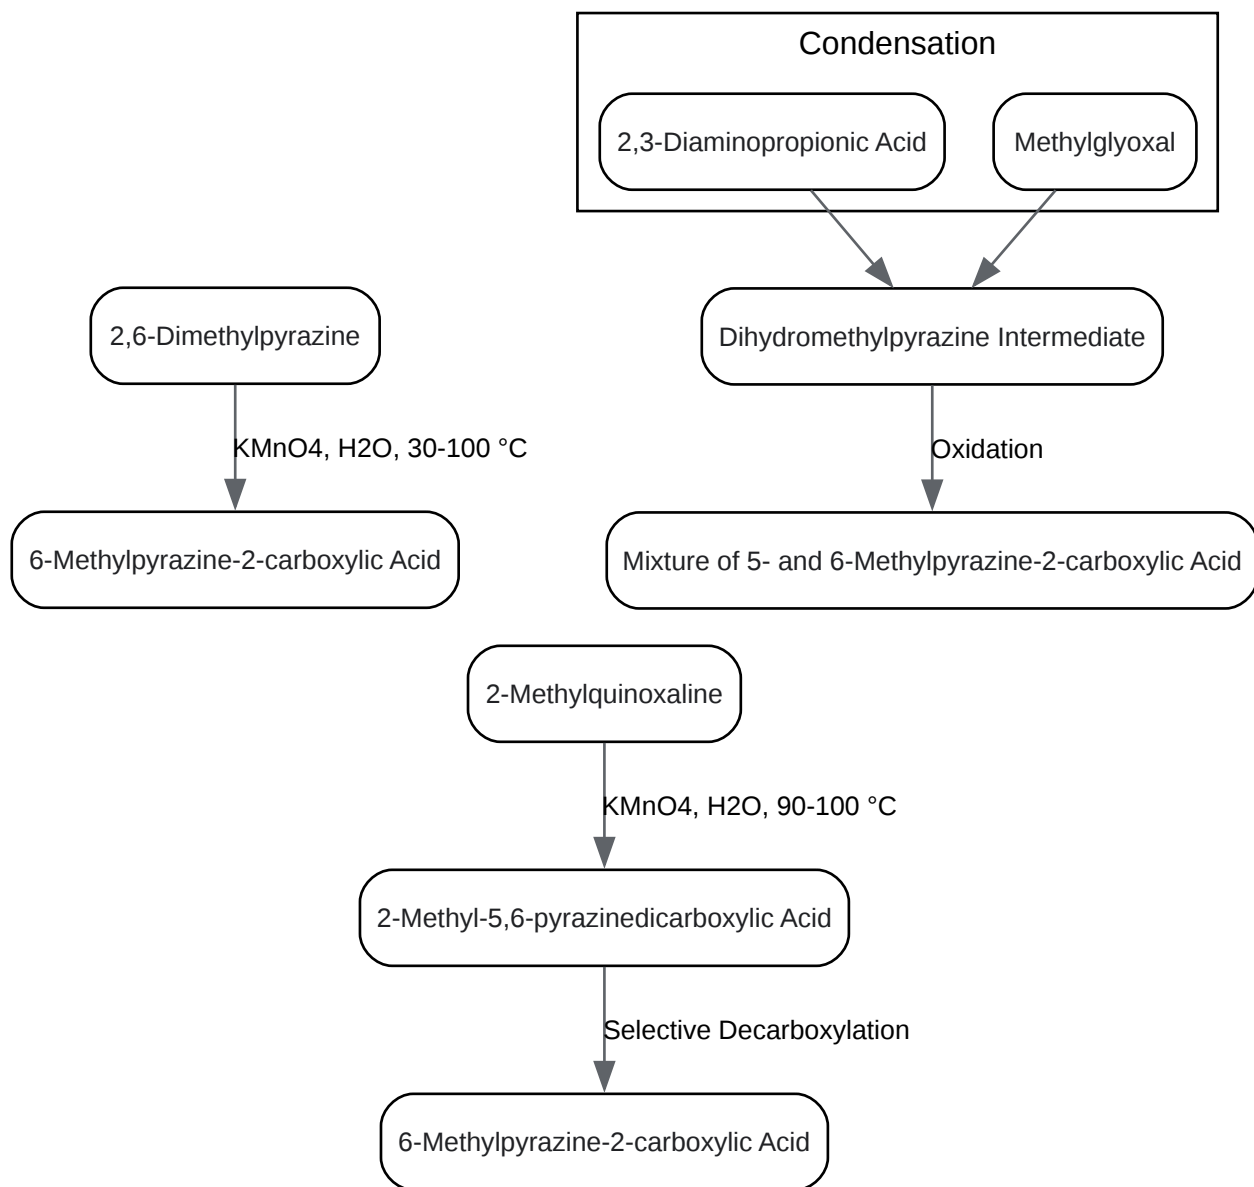 Condensation
2,3-Diaminopropionic Acid
Methylglyoxal
2,6-Dimethylpyrazine
Dihydromethylpyrazine Intermediate
KMnO4, H2O, 30-100 °C
Oxidation
6-Methylpyrazine-2-carboxylic Acid
Mixture of 5- and 6-Methylpyrazine-2-carboxylic Acid
2-Methylquinoxaline
KMnO4, H2O, 90-100 °C
2-Methyl-5,6-pyrazinedicarboxylic Acid
Selective Decarboxylation
6-Methylpyrazine-2-carboxylic Acid